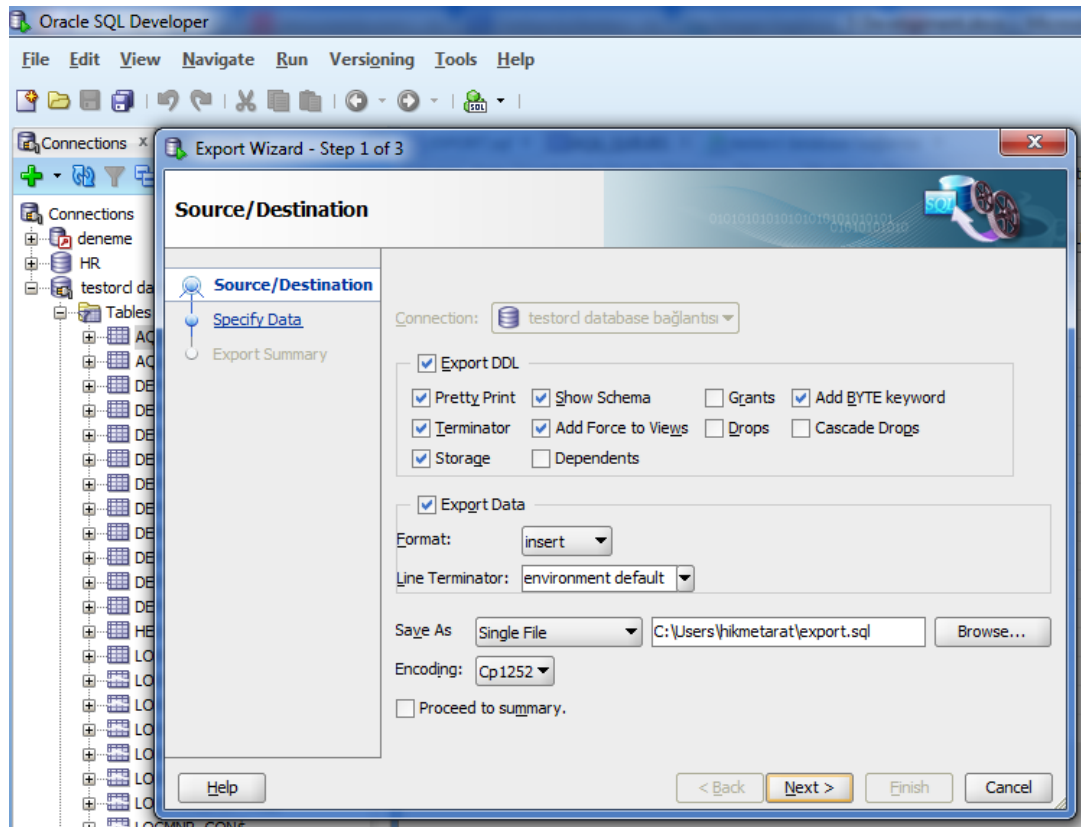 Oracle SQL Developer
File Edit View Navigate Run Versioning Tools Help
Connections
Connections
deneme
HR
testorcl da
Tables
AQ
AQ
DE
DE
DE
DE
DE
DE
DE
DE
DE
DE
HE
LO
LO
LO
LO
LO
LO
LOGMNR_CONS
Export Wizard - Step 1 of 3
Source/Destination
SQL
Source/Destination
Specify Data
Export Summary
Connection: testorcl database bağlantısı
Export DDL
Pretty Print Show Schema Grants Add BYTE keyword
Terminator Add Force to Views Drops Cascade Drops
Storage Dependents
Export Data
Format: insert
Line Terminator: environment default
Save As Single File C:\Users\hikmetarat\export.sql Browse...
Encoding: Cp1252
Proceed to summary.
Help < Back Next > Finish Cancel